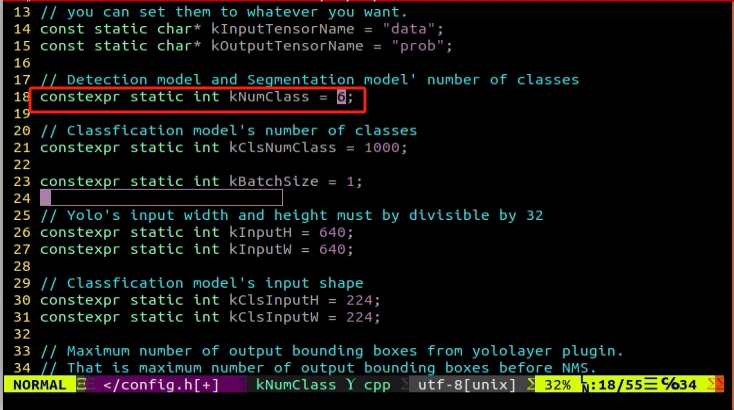 13 // you can set them to whatever you want.
14 const static char* kInputTensorName = "data";
15 const static char* kOutputTensorName = "prob";
16
17 // Detection model and Segmentation model' number of classes
18 constexpr static int kNumClass = 6;
19
20 // Classfication model's number of classes
21 constexpr static int kClsNumClass = 1000;
22
23 constexpr static int kBatchSize = 1;
24
25 // Yolo's input width and height must by divisible by 32
26 constexpr static int kInputH = 640;
27 constexpr static int kInputW = 640;
28
29 // Classfication model's input shape
30 constexpr static int kClsInputH = 224;
31 constexpr static int kClsInputW = 224;
32
33 // Maximum number of output bounding boxes from yololayer plugin.
34 // That is maximum number of output bounding boxes before NMS.
NORMAL </config.h[+] kNumClass cpp utf-8[unix] 32% :18/55 ℅34